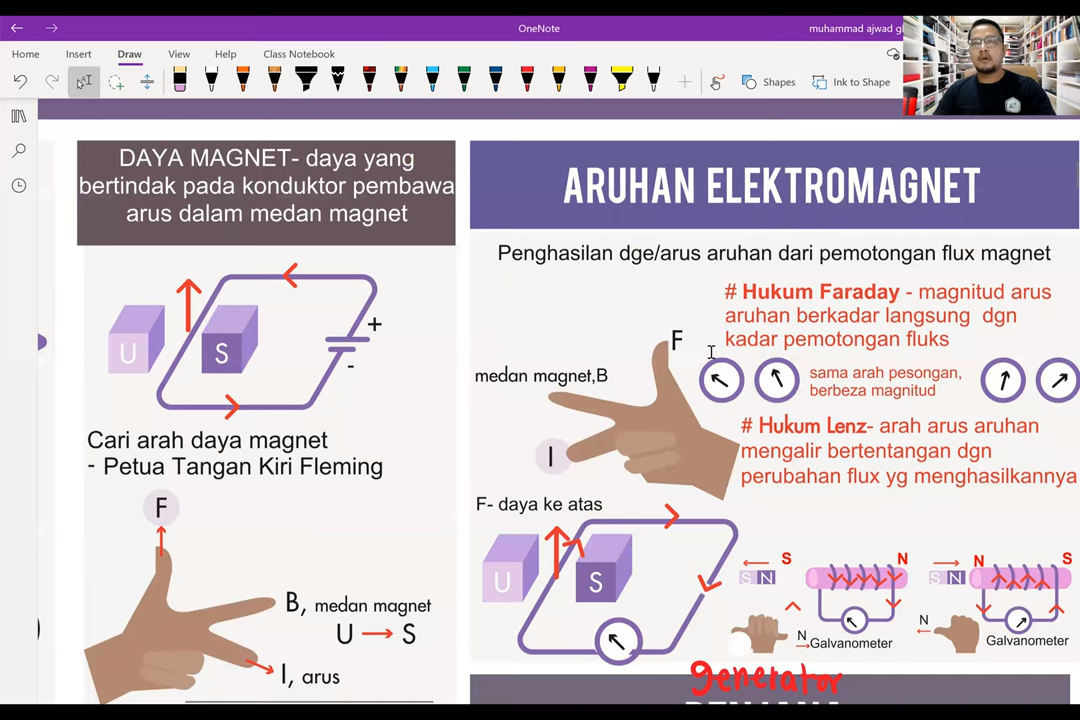 OneNote
muhammad ajwad g
Home Insert Draw View Help Class Notebook
Shapes
Ink to Shape
DAYA MAGNET- daya yang
bertindak pada konduktor pembawa
arus dalam medan magnet
U
S
+
-
Cari arah daya magnet
- Petua Tangan Kiri Fleming
F
B, medan magnet
U → S
I, arus
ARUHAN ELEKTROMAGNET
Penghasilan dge/arus aruhan dari pemotongan flux magnet
# Hukum Faraday - magnitud arus
aruhan berkadar langsung dgn
kadar pemotongan fluks
F
medan magnet,B
I
sama arah pesongan,
berbeza magnitud
# Hukum Lenz- arah arus aruhan
mengalir bertentangan dgn
perubahan flux yg menghasilkannya
F- daya ke atas
U
S
S N
S N
N
Galvanometer
S N
N S
N
Galvanometer
generator